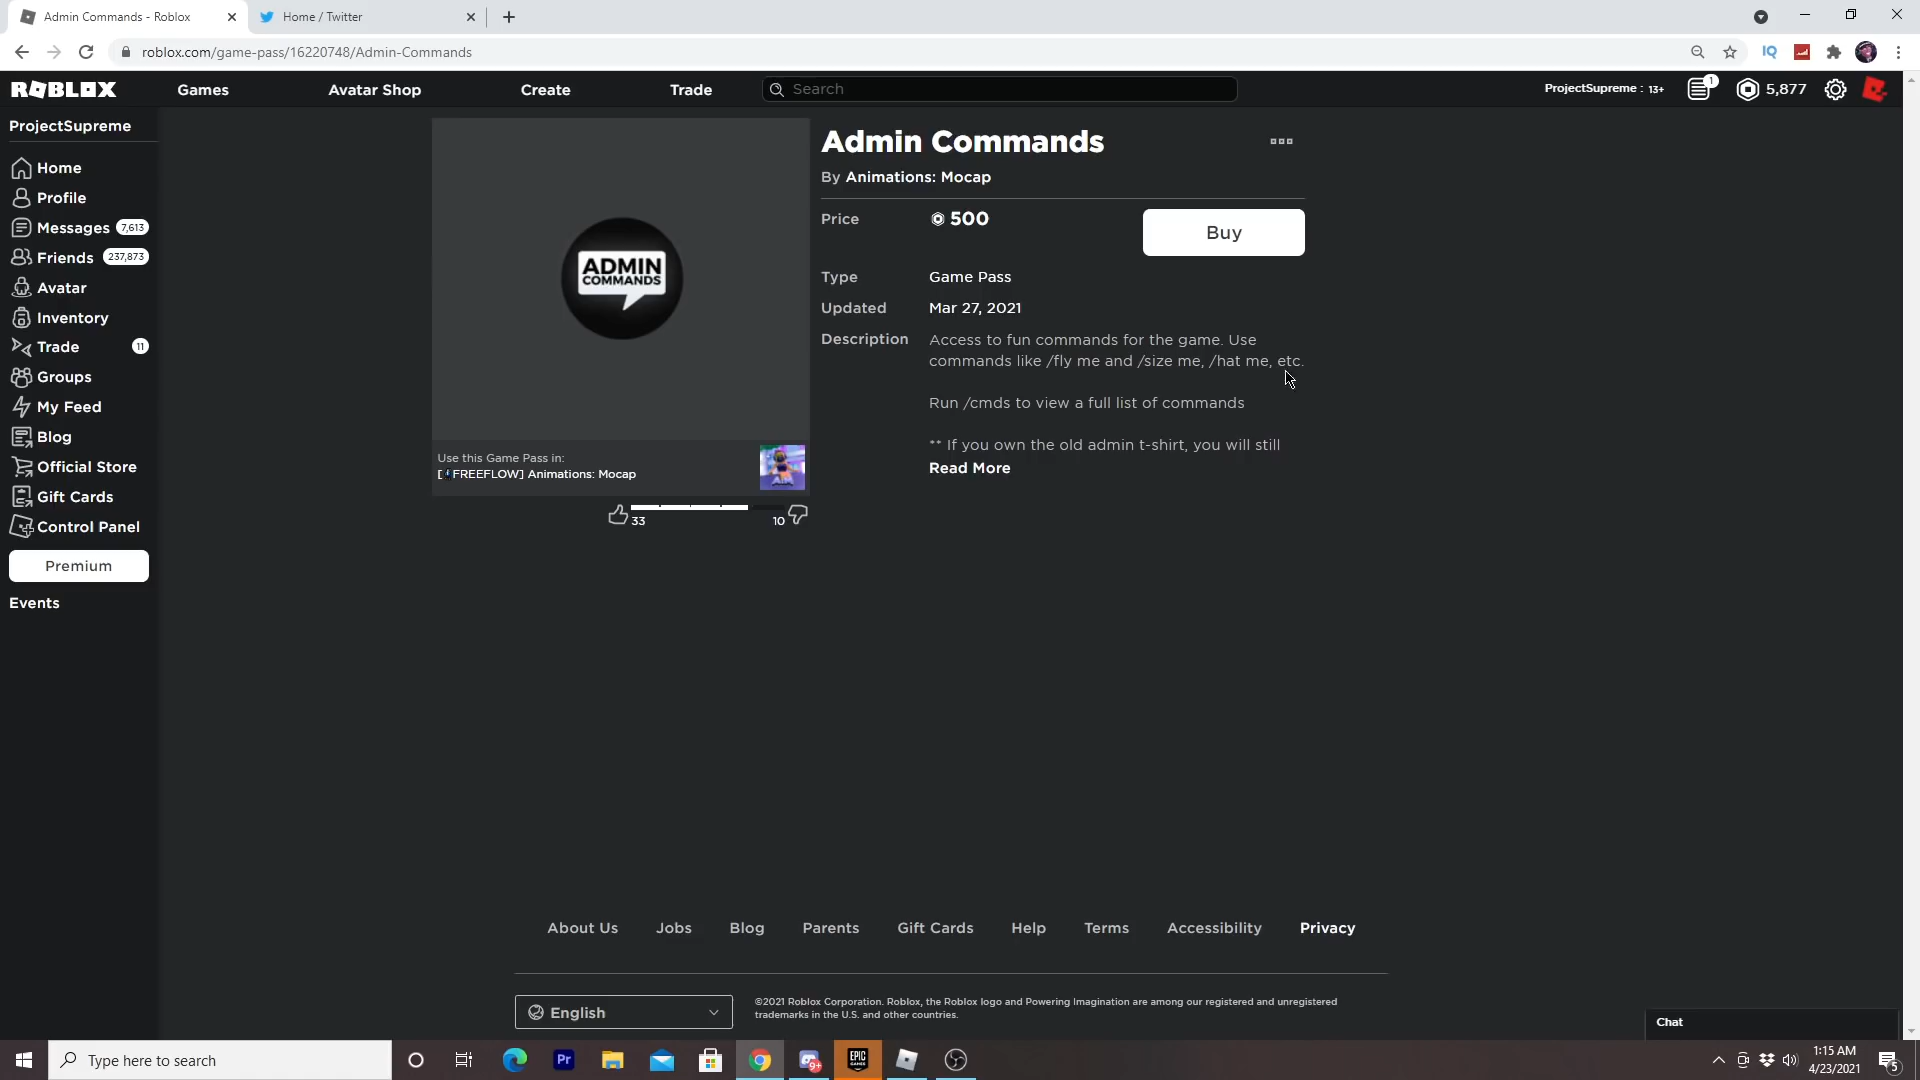 Admin Commands - Roblox
Home / Twitter
roblox.com/game-pass/16220748/Admin-Commands
IQ
ROBLOX
Games
Avatar Shop
Create
Trade
Search
ProjectSupreme : 13+
1
5,877
ProjectSupreme
Home
Profile
Messages 7,613
Friends 237,873
Avatar
Inventory
Trade 11
Groups
My Feed
Blog
Official Store
Gift Cards
Control Panel
Premium
Events
ADMIN
COMMANDS
Use this Game Pass in:
[ FREEFLOW] Animations: Mocap
33
10
Admin Commands
By Animations: Mocap
Price 500
Buy
Type Game Pass
Updated Mar 27, 2021
Description Access to fun commands for the game. Use
commands like /fly me and /size me, /hat me, etc.
Run /cmds to view a full list of commands
** If you own the old admin t-shirt, you will still
Read More
About Us
Jobs
Blog
Parents
Gift Cards
Help
Terms
Accessibility
Privacy
English
©2021 Roblox Corporation. Roblox, the Roblox logo and Powering Imagination are among our registered and unregistered
trademarks in the U.S. and other countries.
Chat
Type here to search
Pr
9+
EPIC
GAMES
1:15 AM
4/23/2021
5